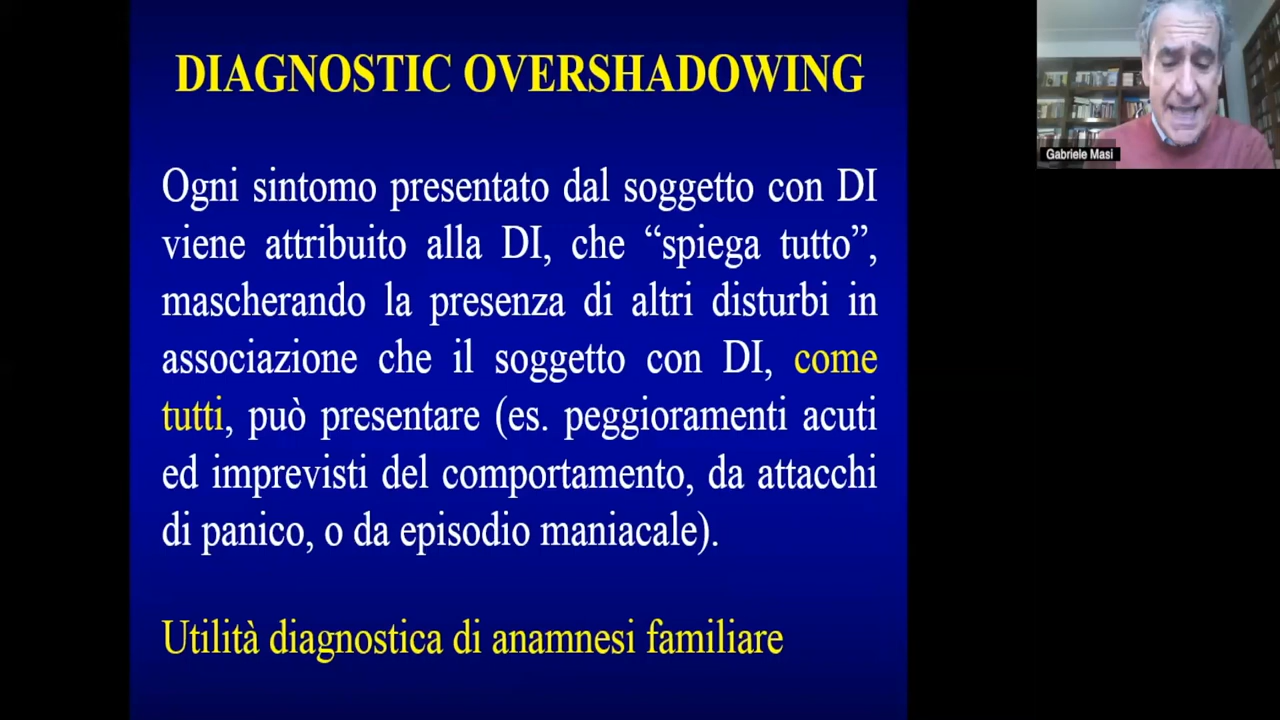 DIAGNOSTIC OVERSHADOWING
Ogni sintomo presentato dal soggetto con DI
viene attribuito alla DI, che “spiega tutto”,
mascherando la presenza di altri disturbi in
associazione che il soggetto con DI, come
tutti, può presentare (es. peggioramenti acuti
ed imprevisti del comportamento, da attacchi
di panico, o da episodio maniacale).
Utilità diagnostica di anamnesi familiare
Gabriele Masi